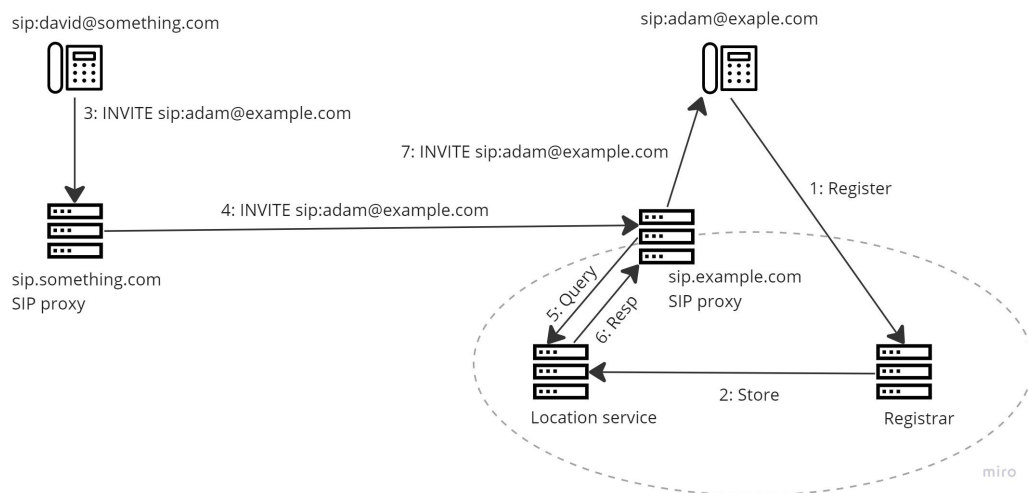 sip:david@something.com
sip:adam@exaple.com
3: INVITE sip:adam@example.com
7: INVITE sip:adam@example.com
1: Register
4: INVITE sip:adam@example.com
sip.something.com
SIP proxy
sip.example.com
SIP proxy
5: Query
6: Resp
2: Store
Location service
Registrar
miro